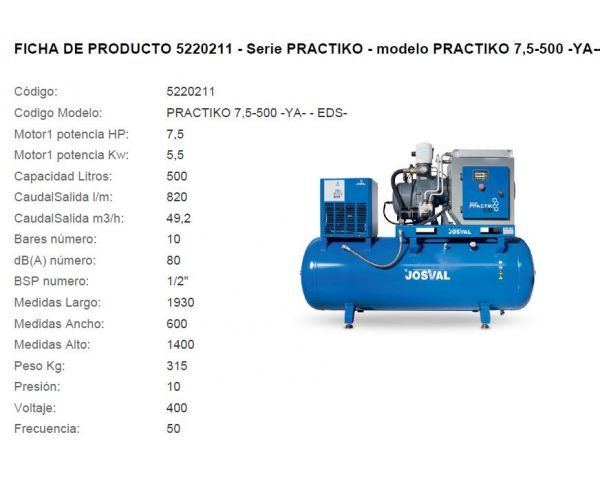 FICHA DE PRODUCTO 5220211 - Serie PRACTIKO - modelo PRACTIKO 7,5-500 -YA-
Código: 5220211
Codigo Modelo: PRACTIKO 7,5-500 -YA- - EDS-
Motor1 potencia HP: 7,5
Motor1 potencia Kw: 5,5
Capacidad Litros: 500
CaudalSalida l/m: 820
CaudalSalida m3/h: 49,2
Bares número: 10
dB(A) número: 80
BSP numero: 1/2"
Medidas Largo: 1930
Medidas Ancho: 600
Medidas Alto: 1400
Peso Kg: 315
Presión: 10
Voltaje: 400
Frecuencia: 50
PRACTIKO
JOSVAL